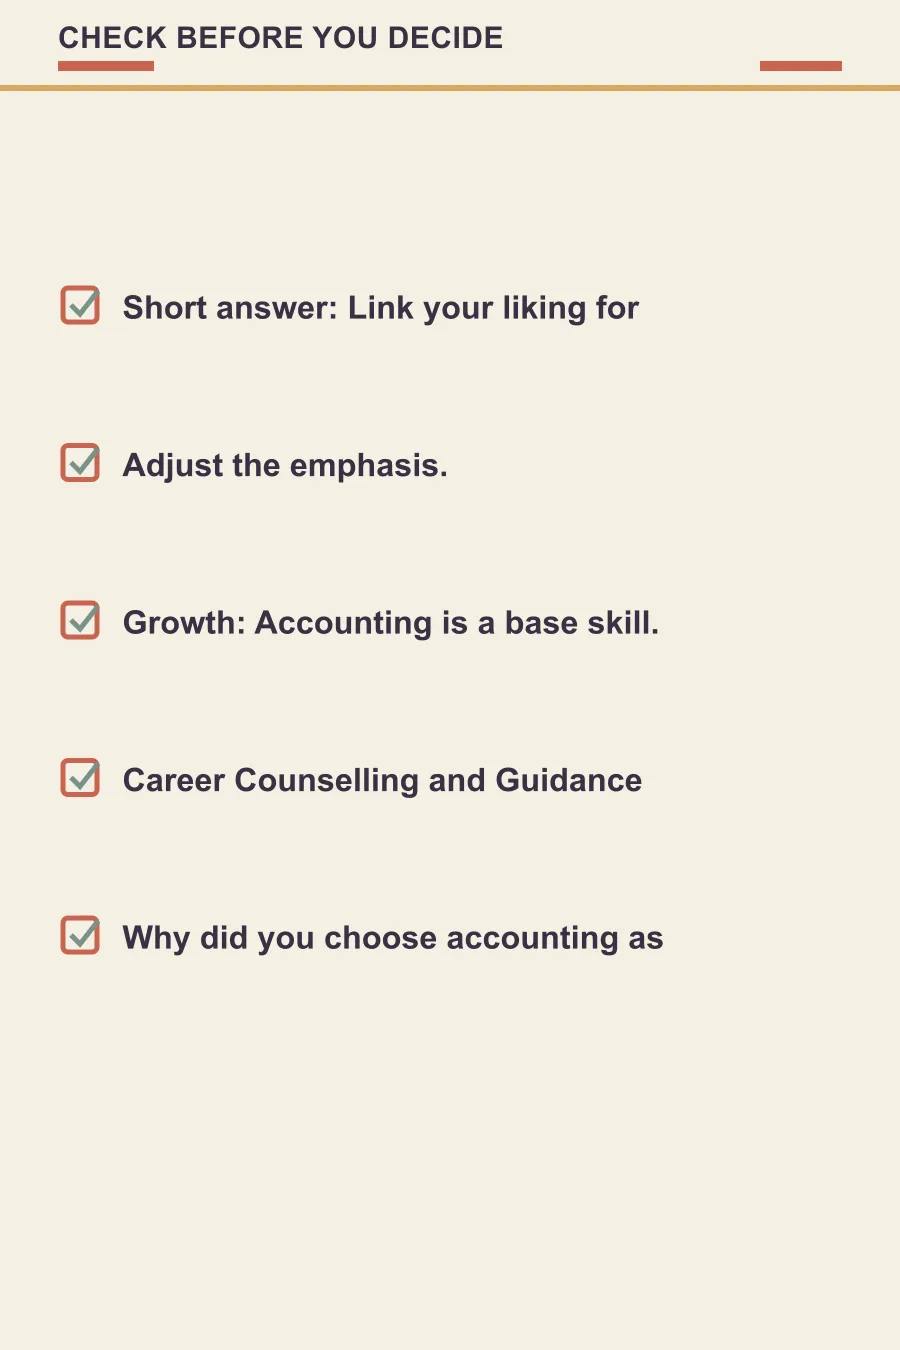 CHECK BEFORE YOU DECIDE
Short answer: Link your liking for
Adjust the emphasis.
Growth: Accounting is a base skill.
Career Counselling and Guidance
Why did you choose accounting as